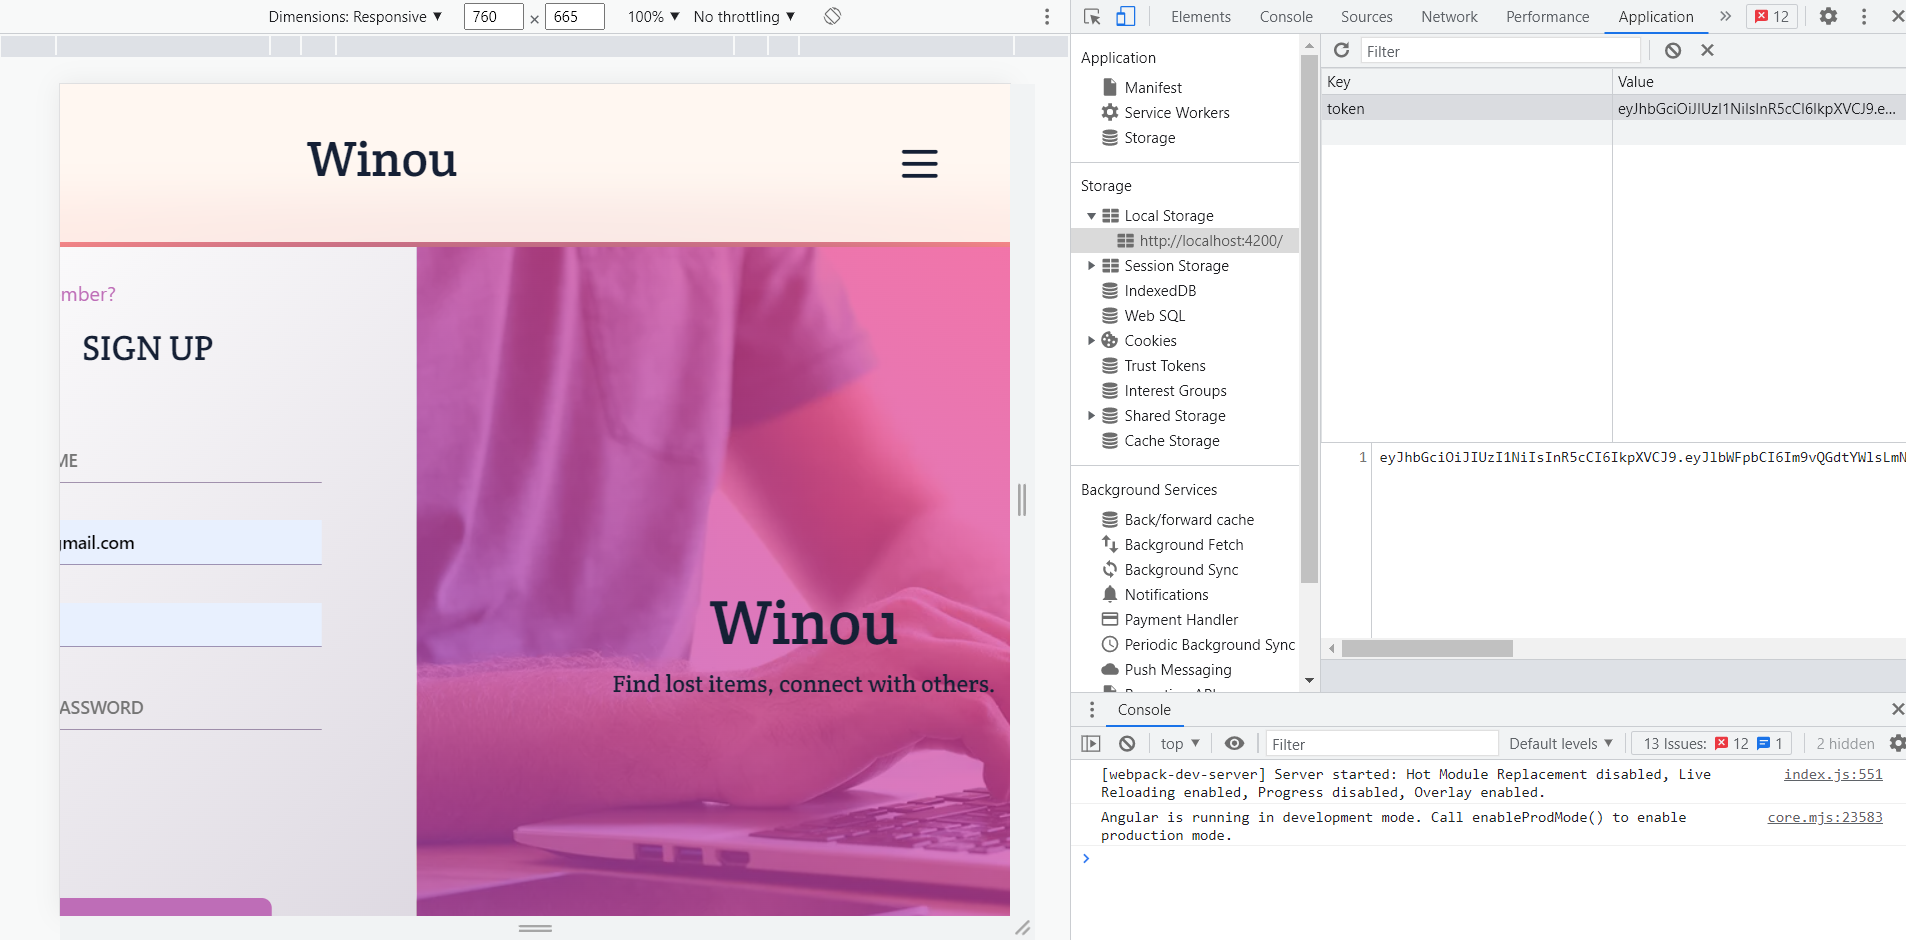 Dimensions: Responsive ▼ 760 × 665 100% ▼ No throttling ▼
Winou
mber?
SIGN UP
ME
gmail.com
ASSWORD
Winou
Find lost items, connect with others.
Elements Console Sources Network Performance Application » 12
Application
Manifest
Service Workers
Storage
Storage
Local Storage
http://localhost:4200/
Session Storage
IndexedDB
Web SQL
Cookies
Trust Tokens
Interest Groups
Shared Storage
Cache Storage
Background Services
Back/forward cache
Background Fetch
Background Sync
Notifications
Payment Handler
Periodic Background Sync
Push Messaging
Filter
Key Value
token eyJhbGciOiJIUzI1NiIsInR5cCI6IkpXVCJ9.e...
1 eyJhbGciOiJIUzI1NiIsInR5cCI6IkpXVCJ9.eyJlbWFpbCI6Im9vQGdtYWlsLmN
Console
top ▼ Filter Default levels ▼ 13 Issues: 12 1 2 hidden
[webpack-dev-server] Server started: Hot Module Replacement disabled, Live index.js:551
Reloading enabled, Progress disabled, Overlay enabled.
Angular is running in development mode. Call enableProdMode() to enable core.mjs:23583
production mode.